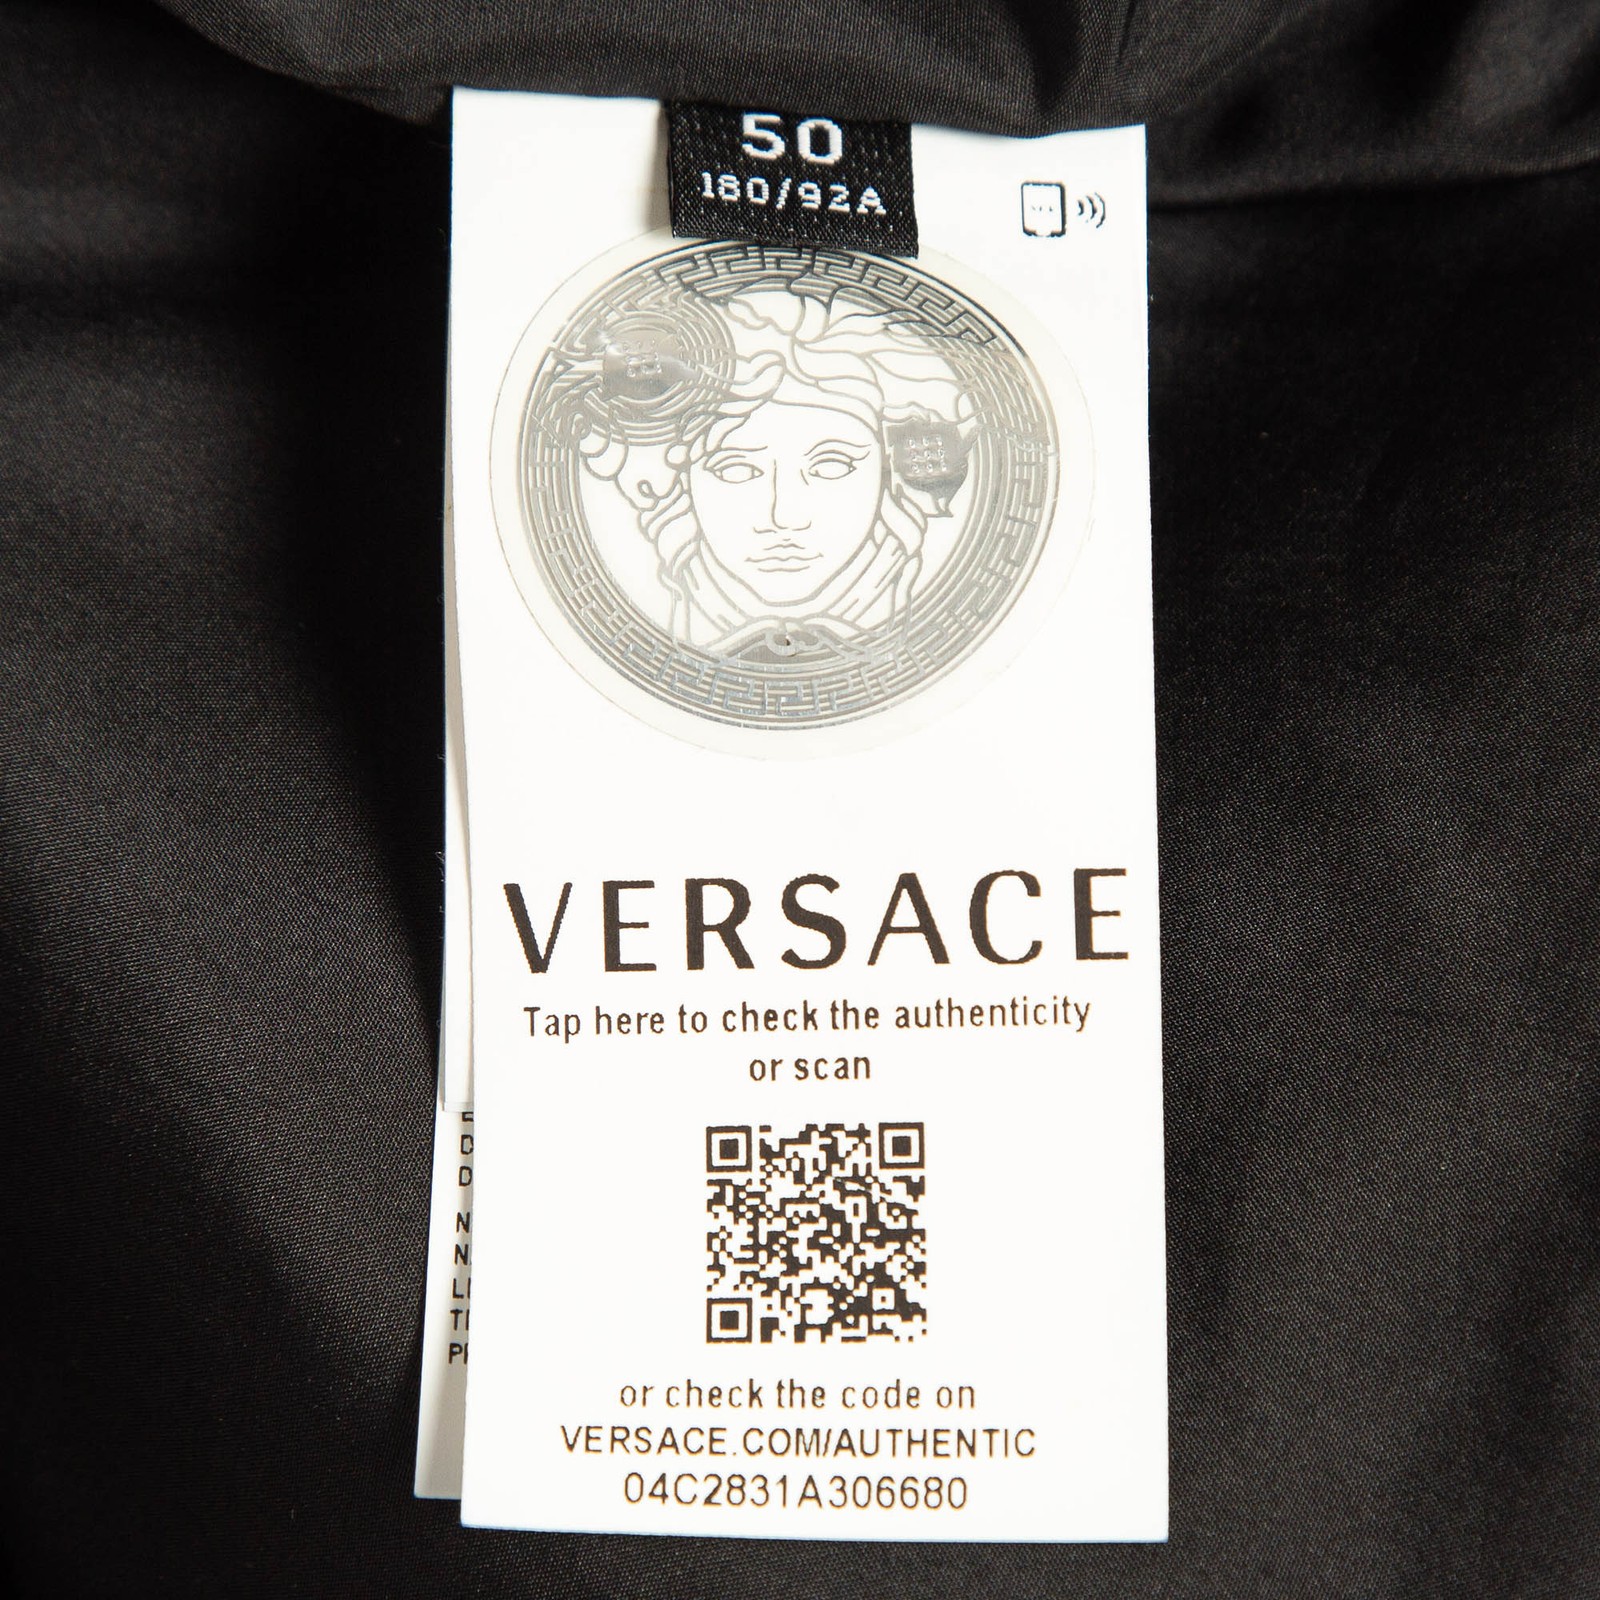 50
180/92A
VERSACE
Tap here to check the authenticity
or scan
D
D
N
N
PR
or check the code on
VERSACE.COM/AUTHENTIC
04C2831A306680